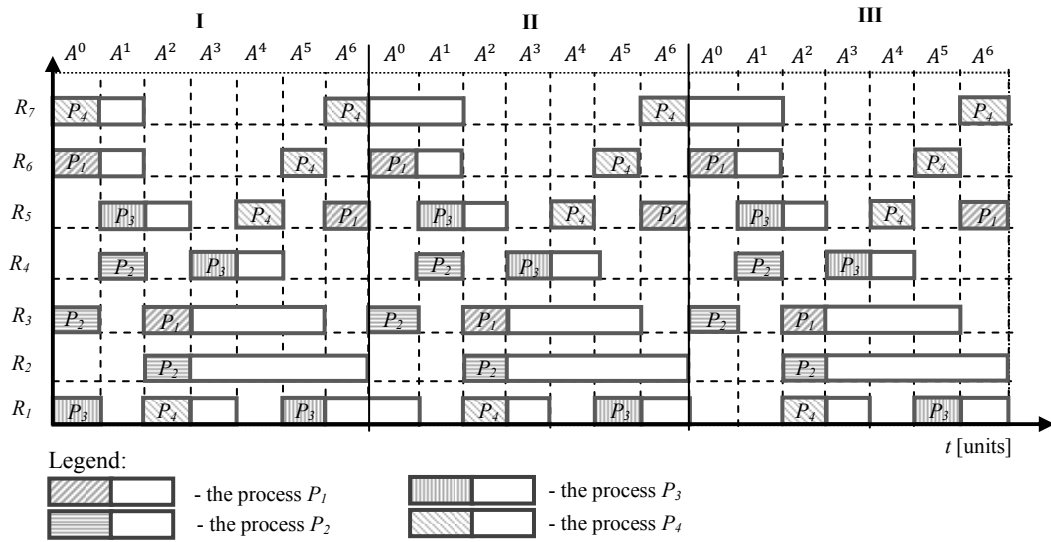 I II III
A⁰ A¹ A² A³ A⁴ A⁵ A⁶ A⁰ A¹ A² A³ A⁴ A⁵ A⁶ A⁰ A¹ A² A³ A⁴ A⁵ A⁶
R₇ P₄ P₄ P₄ P₄
R₆ P₁ P₄ P₁ P₄ P₁ P₄
R₅ P₃ P₄ P₁ P₃ P₄ P₁ P₃ P₄ P₁
R₄ P₂ P₃ P₂ P₃ P₂ P₃
R₃ P₂ P₁ P₂ P₁ P₂ P₁
R₂ P₂ P₂ P₂
R₁ P₃ P₄ P₃ P₄ P₃ P₄ P₃
t [units]
Legend:
- the process P₁ - the process P₃
- the process P₂ - the process P₄